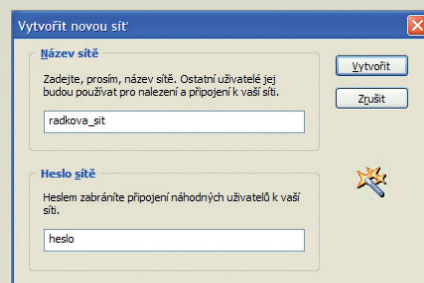 Vytvořit novou síť
Název sítě
Zadejte, prosím, název sítě. Ostatní uživatelé jej
budou používat pro nalezení a připojení k vaší síti.
radkova_sit
Vytvořit
Zrušit
Heslo sítě
Heslem zabráníte připojení náhodných uživatelů k vaší
síti.
heslo